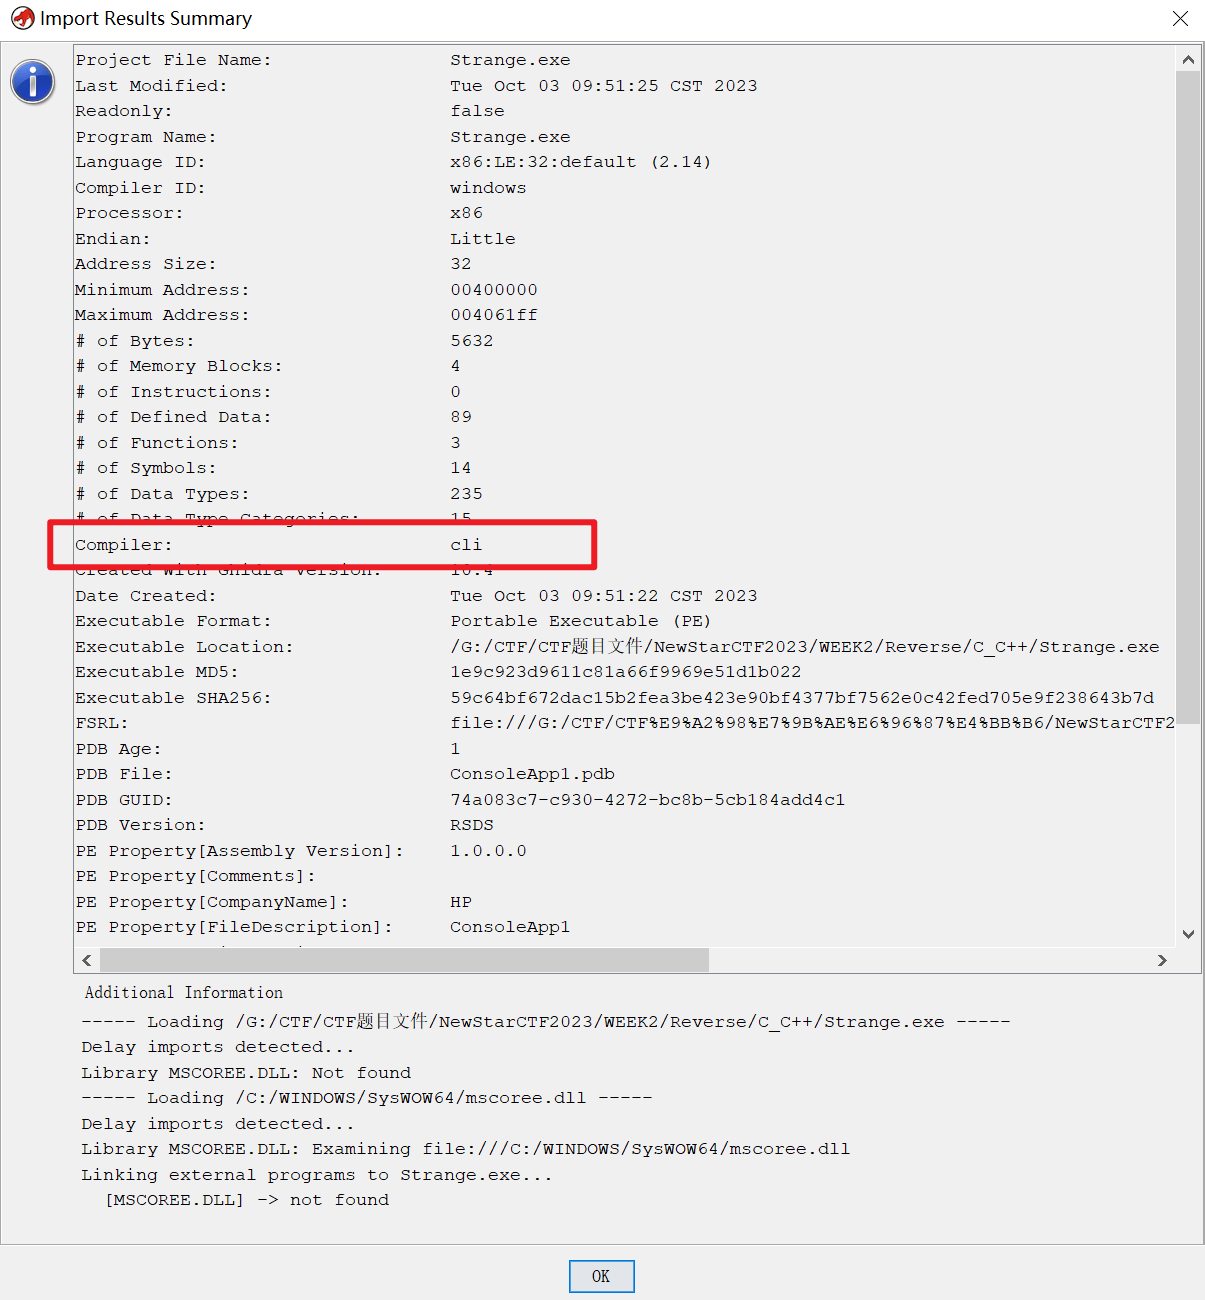 Import Results Summary
Project File Name: Strange.exe
Last Modified: Tue Oct 03 09:51:25 CST 2023
Readonly: false
Program Name: Strange.exe
Language ID: x86:LE:32:default (2.14)
Compiler ID: windows
Processor: x86
Endian: Little
Address Size: 32
Minimum Address: 00400000
Maximum Address: 004061ff
# of Bytes: 5632
# of Memory Blocks: 4
# of Instructions: 0
# of Defined Data: 89
# of Functions: 3
# of Symbols: 14
# of Data Types: 235
# of Data Type Categories: 15
Compiler: cli
Created With Ghidra Version: 10.4
Date Created: Tue Oct 03 09:51:22 CST 2023
Executable Format: Portable Executable (PE)
Executable Location: /G:/CTF/CTF题目文件/NewStarCTF2023/WEEK2/Reverse/C_C++/Strange.exe
Executable MD5: 1e9c923d9611c81a66f9969e51d1b022
Executable SHA256: 59c64bf672dac15b2fea3be423e90bf4377bf7562e0c42fed705e9f238643b7d
FSRL: file:///G:/CTF/CTF%E9%A2%98%E7%9B%AE%E6%96%87%E4%BB%B6/NewStarCTF2
PDB Age: 1
PDB File: ConsoleApp1.pdb
PDB GUID: 74a083c7-c930-4272-bc8b-5cb184add4c1
PDB Version: RSDS
PE Property[Assembly Version]: 1.0.0.0
PE Property[Comments]:
PE Property[CompanyName]: HP
PE Property[FileDescription]: ConsoleApp1
Additional Information
----- Loading /G:/CTF/CTF题目文件/NewStarCTF2023/WEEK2/Reverse/C_C++/Strange.exe -----
Delay imports detected...
Library MSCOREE.DLL: Not found
----- Loading /C:/WINDOWS/SysWOW64/mscoree.dll -----
Delay imports detected...
Library MSCOREE.DLL: Examining file:///C:/WINDOWS/SysWOW64/mscoree.dll
Linking external programs to Strange.exe...
[MSCOREE.DLL] -> not found
OK